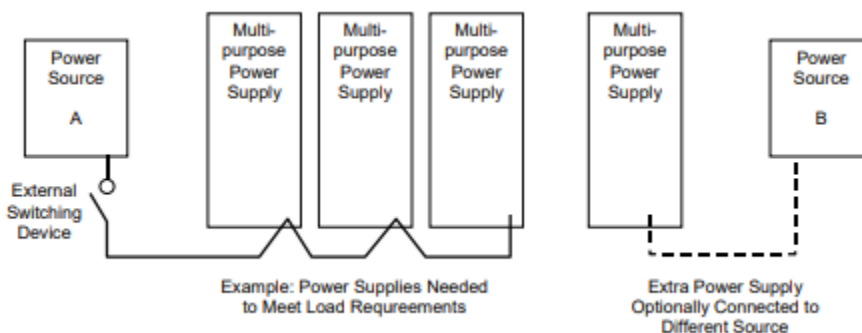 Power
Source
A
Multi-
purpose
Power
Supply
Multi-
purpose
Power
Supply
Multi-
purpose
Power
Supply
Multi-
purpose
Power
Supply
Power
Source
B
External
Switching
Device
Example: Power Supplies Needed
to Meet Load Requreements
Extra Power Supply
Optionally Connected to
Different Source